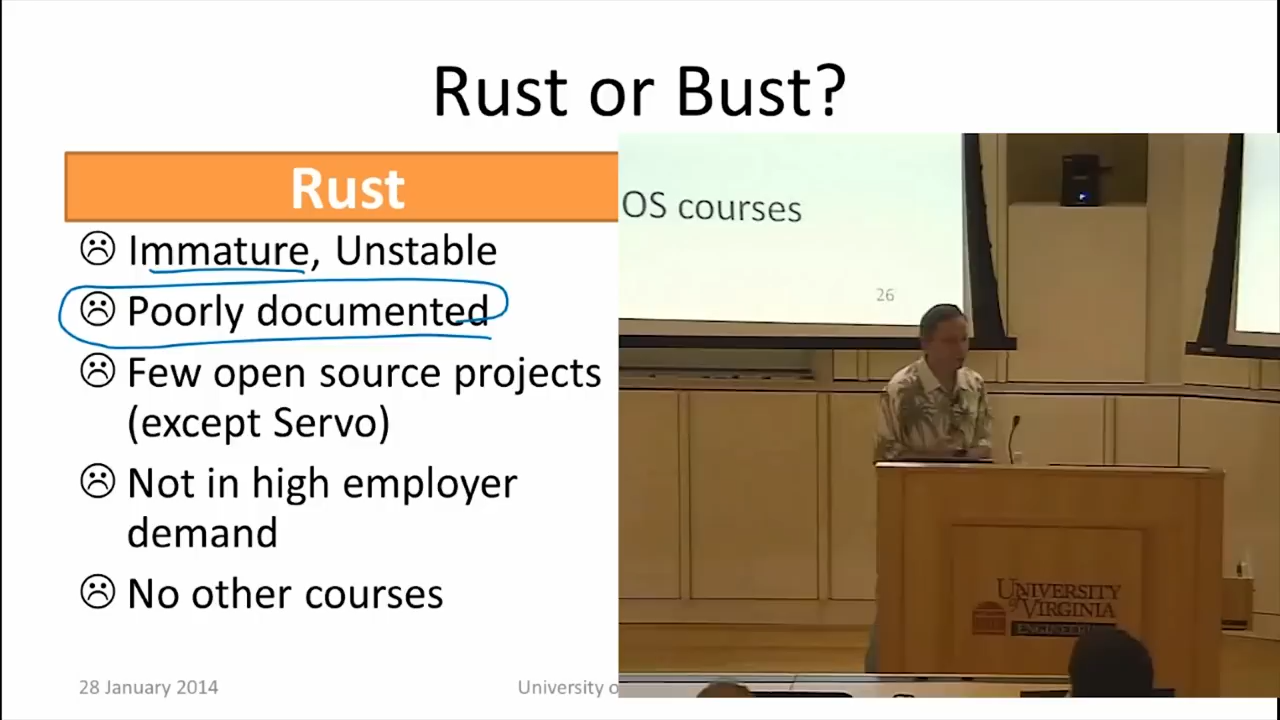 Rust or Bust?
Rust
☹ Immature, Unstable
☹ Poorly documented
☹ Few open source projects
(except Servo)
☹ Not in high employer
demand
☹ No other courses
28 January 2014
University o
OS courses
26
UNIVERSITY
of VIRGINIA
ENGINEERING